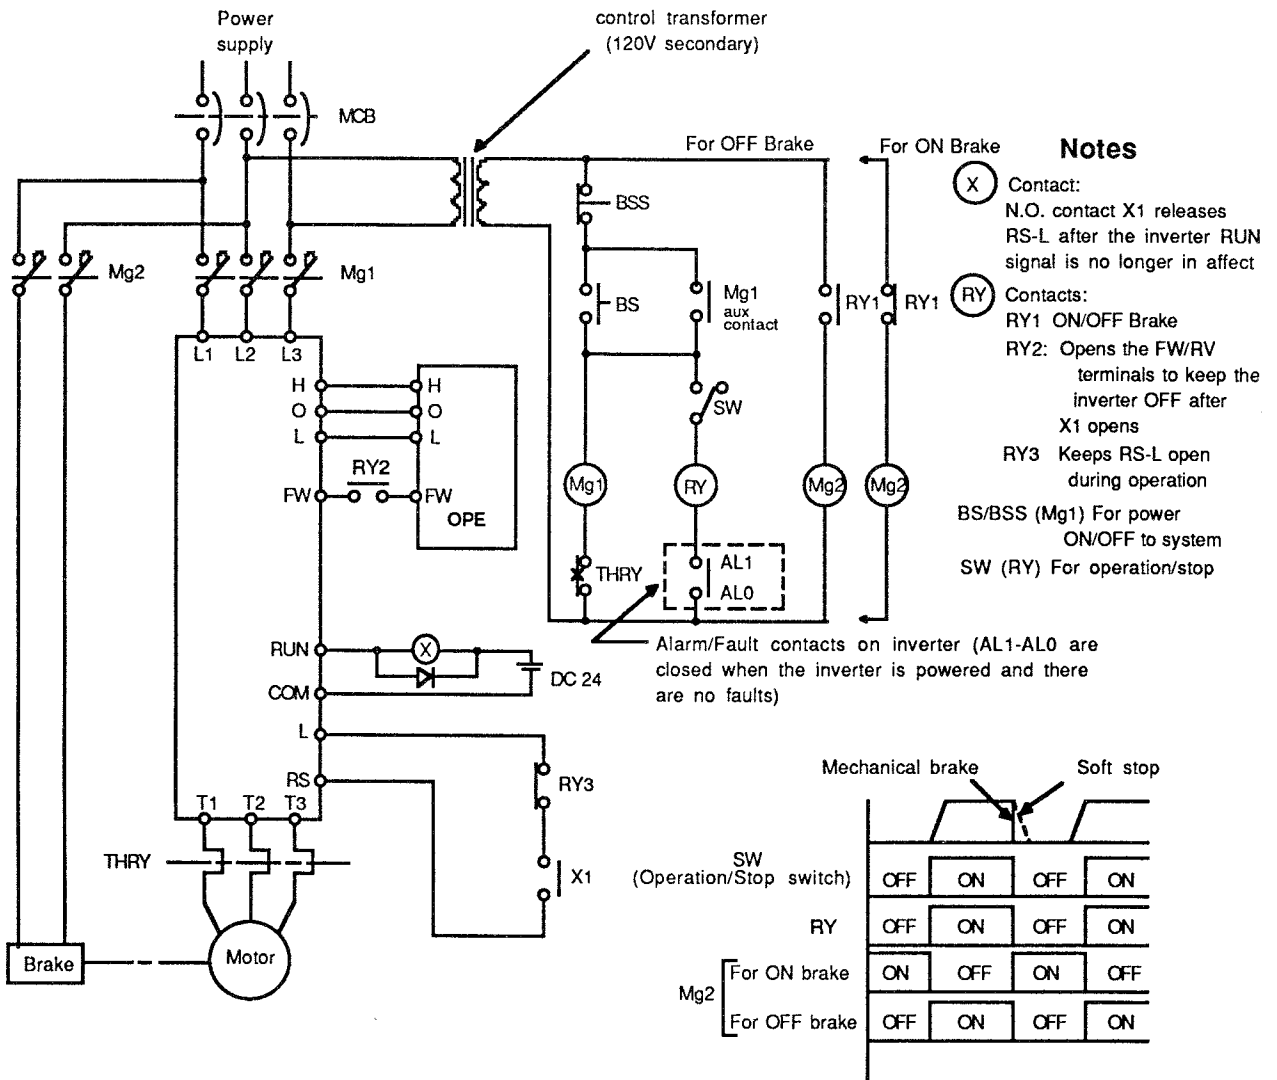 Power
supply
control transformer
(120V secondary)
MCB
For OFF Brake
For ON Brake
Notes
X
Contact:
N.O. contact X1 releases
RS-L after the inverter RUN
signal is no longer in affect
RY
Contacts:
RY1 ON/OFF Brake
RY2: Opens the FW/RV
terminals to keep the
inverter OFF after
X1 opens
RY3 Keeps RS-L open
during operation
BS/BSS (Mg1) For power
ON/OFF to system
SW (RY) For operation/stop
BSS
Mg2
Mg1
BS
Mg1
aux
contact
RY1
RY1
L1
L2
L3
H
H
O
O
L
L
SW
RY2
FW
FW
OPE
Mg1
RY
Mg2
Mg2
THRY
AL1
AL0
RUN
X
COM
DC 24
Alarm/Fault contacts on inverter (AL1-AL0 are
closed when the inverter is powered and there
are no faults)
L
RS
RY3
X1
T1
T2
T3
THRY
Motor
Brake
Mechanical brake
Soft stop
SW
(Operation/Stop switch)
OFF
ON
OFF
ON
RY
OFF
ON
OFF
ON
Mg2
For ON brake
ON
OFF
ON
OFF
For OFF brake
OFF
ON
OFF
ON